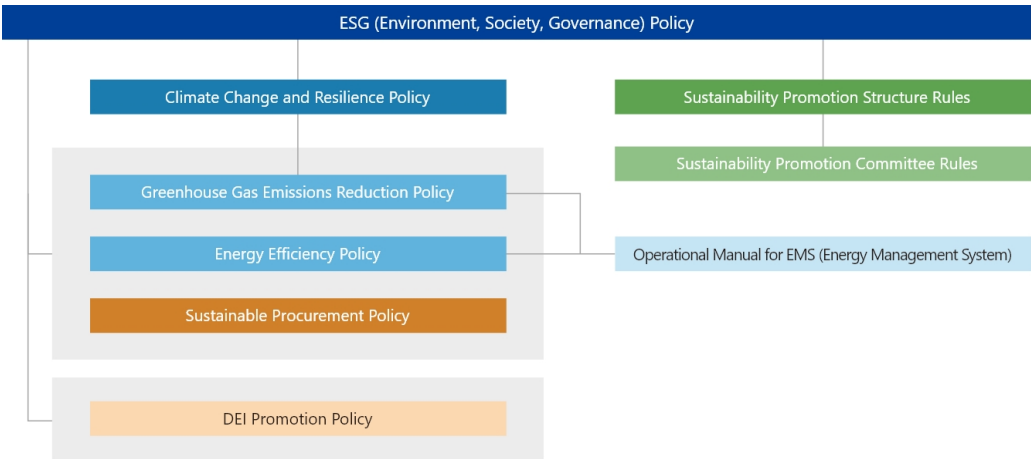 ESG (Environment, Society, Governance) Policy
Climate Change and Resilience Policy
Sustainability Promotion Structure Rules
Sustainability Promotion Committee Rules
Greenhouse Gas Emissions Reduction Policy
Energy Efficiency Policy
Operational Manual for EMS (Energy Management System)
Sustainable Procurement Policy
DEI Promotion Policy